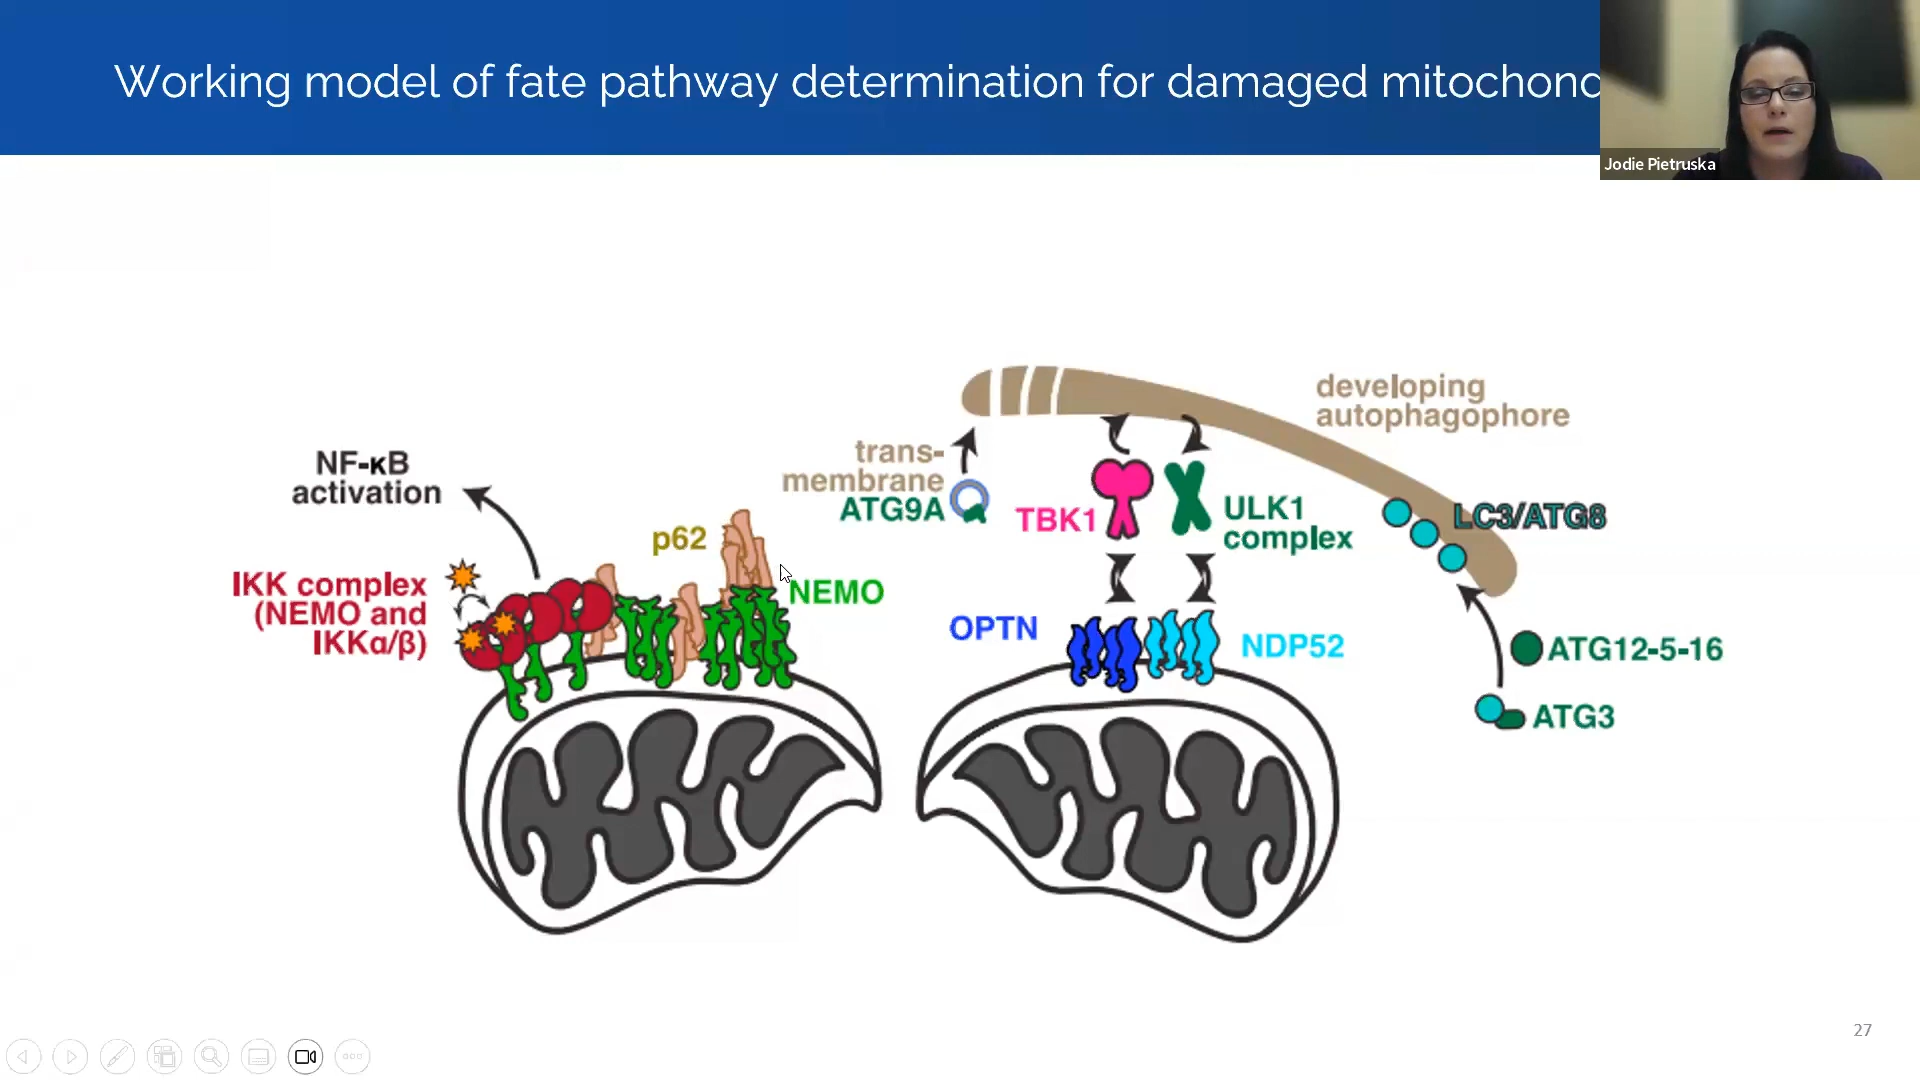 Working model of fate pathway determination for damaged mitochond
Jodie Pietruska
developing
autophagophore
trans-
membrane
ATG9A
TBK1
ULK1
complex
LC3/ATG8
NF-κB
activation
p62
NEMO
IKK complex
(NEMO and
IKKα/β)
OPTN
NDP52
ATG12-5-16
ATG3
27